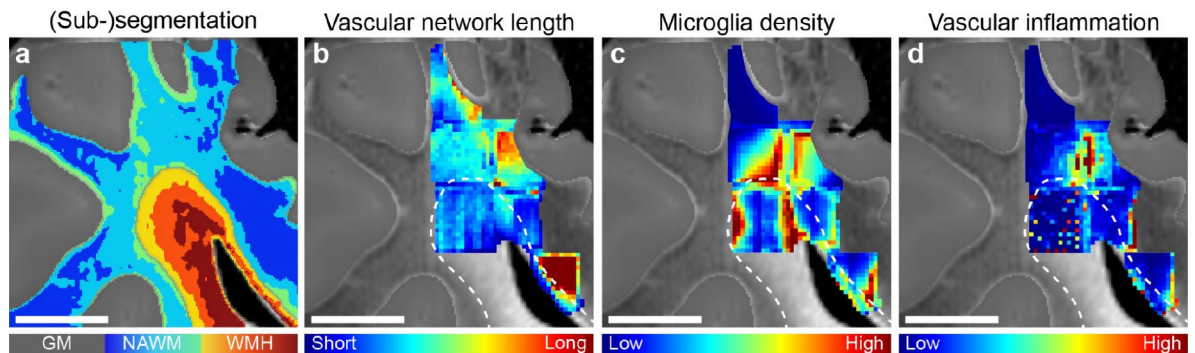 (Sub-)segmentation Vascular network length Microglia density Vascular inflammation
a b c d
GM NAWM WMH Short Long Low High Low High